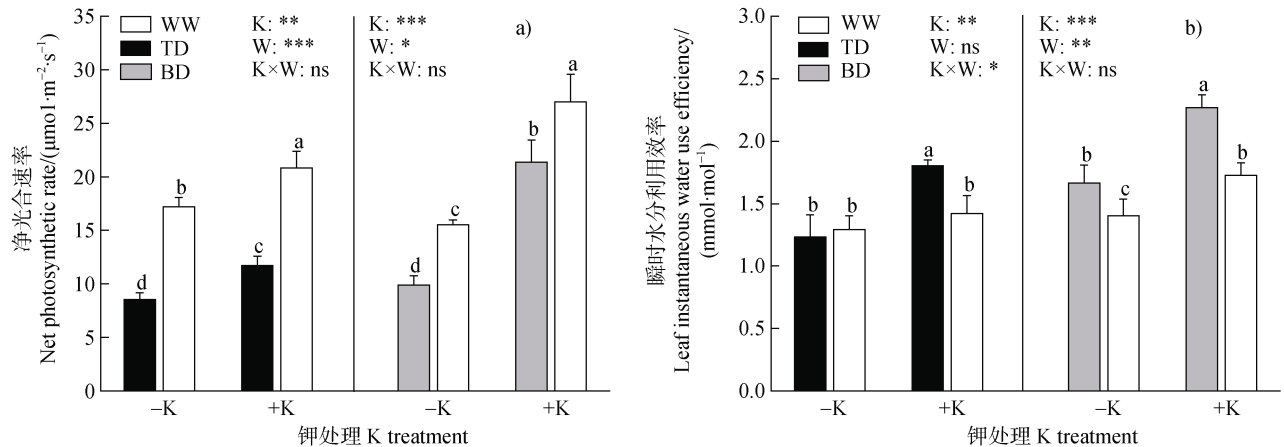 净光合速率
Net photosynthetic rate/(μmol·m⁻²·s⁻¹)
35
30
25
20
15
10
5
0
WW
TD
BD
K: **
W: ***
K×W: ns
K: ***
W: *
K×W: ns
a)
d
b
c
a
d
c
b
a
−K
+K
−K
+K
钾处理 K treatment
瞬时水分利用效率
Leaf instantaneous water use efficiency/
(mmol·mol⁻¹)
3.0
2.5
2.0
1.5
1.0
0.5
0.0
WW
TD
BD
K: **
W: ns
K×W: *
K: ***
W: **
K×W: ns
b)
b
b
a
b
b
c
a
b
−K
+K
−K
+K
钾处理 K treatment